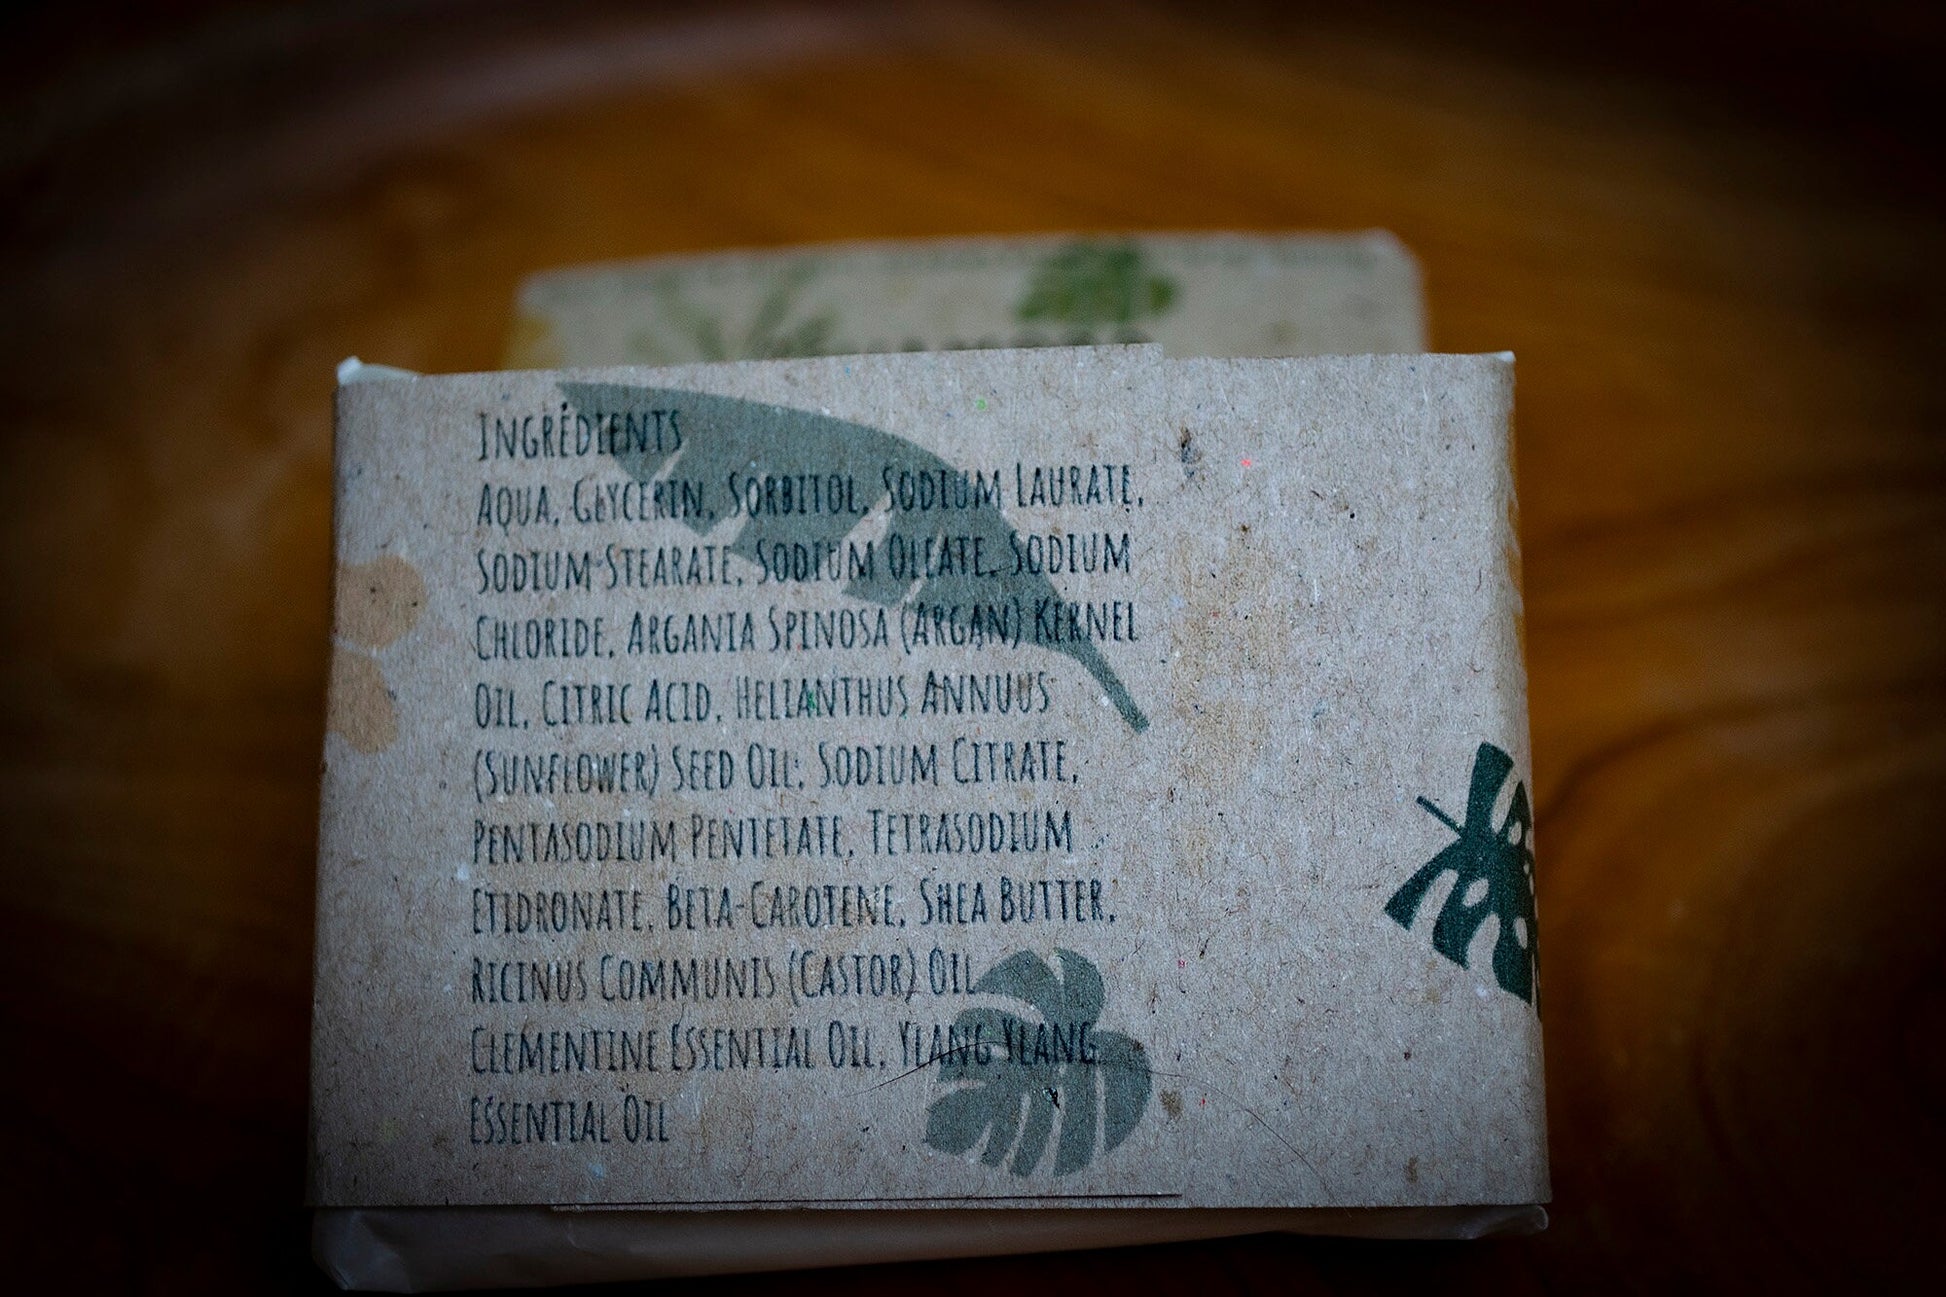 INGRÉDIENTS
AQUA, GLYCERIN, SORBITOL, SODIUM LAURATE,
SODIUM STEARATE, SODIUM OLEATE, SODIUM
CHLORIDE, ARGANIA SPINOSA (ARGAN) KERNEL
OIL, CITRIC ACID, HELIANTHUS ANNUUS
(SUNFLOWER) SEED OIL, SODIUM CITRATE,
PENTASODIUM PENTETATE, TETRASODIUM
ETIDRONATE, BETA-CAROTENE, SHEA BUTTER,
RICINUS COMMUNIS (CASTOR) OIL
CLEMENTINE ESSENTIAL OIL, YLANG YLANG
ESSENTIAL OIL